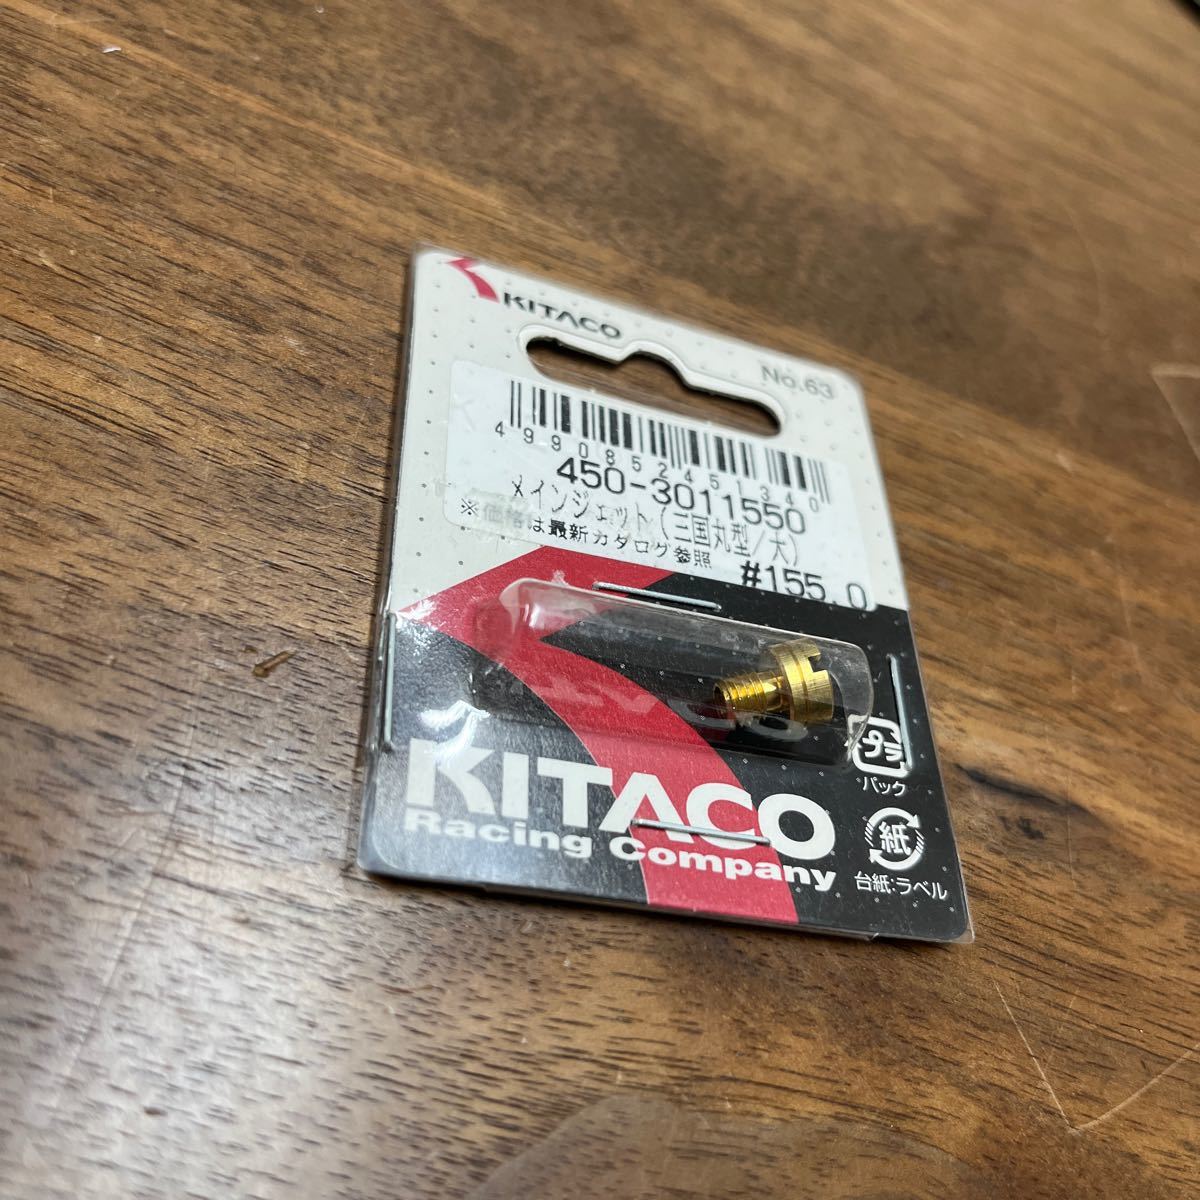 KITACO
No.63
4990852451340
450-3011550
メインジェット(三国丸型/大)
※価格は最新カタログ参照
#155.0
プラ
パック
KITACO
Racing Company
紙
台紙:ラベル